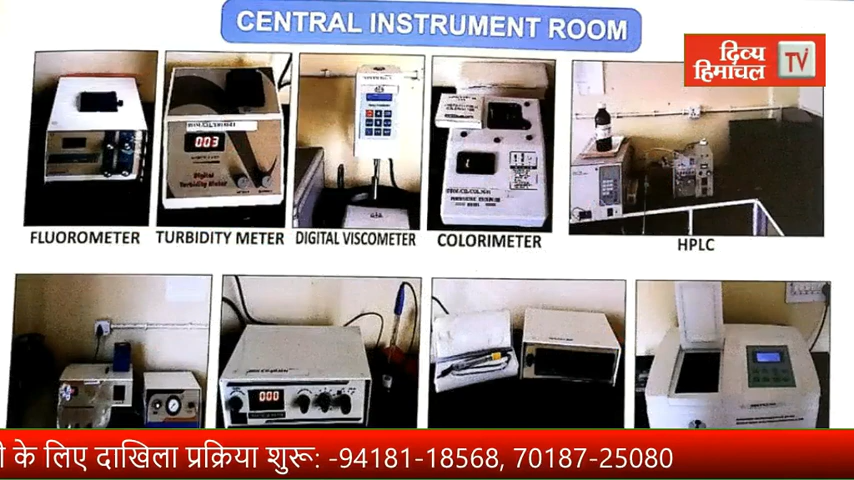 CENTRAL INSTRUMENT ROOM
दिव्य
हिमाचल
TV
003
Digital
Turbidity Meter
FLUOROMETER
TURBIDITY METER
DIGITAL VISCOMETER
COLORIMETER
HPLC
000
ी के लिए दाखिला प्रक्रिया शुरू: -94181-18568, 70187-25080